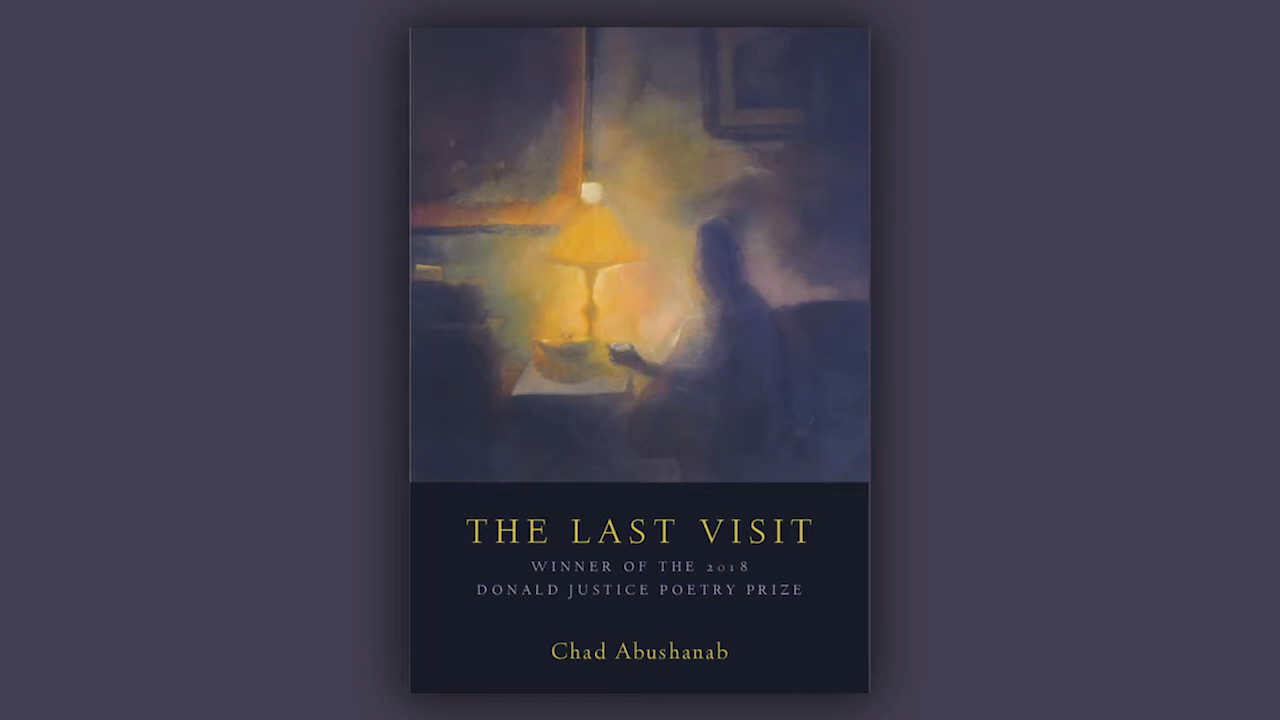 THE LAST VISIT
WINNER OF THE 2018
DONALD JUSTICE POETRY PRIZE
Chad Abushanab